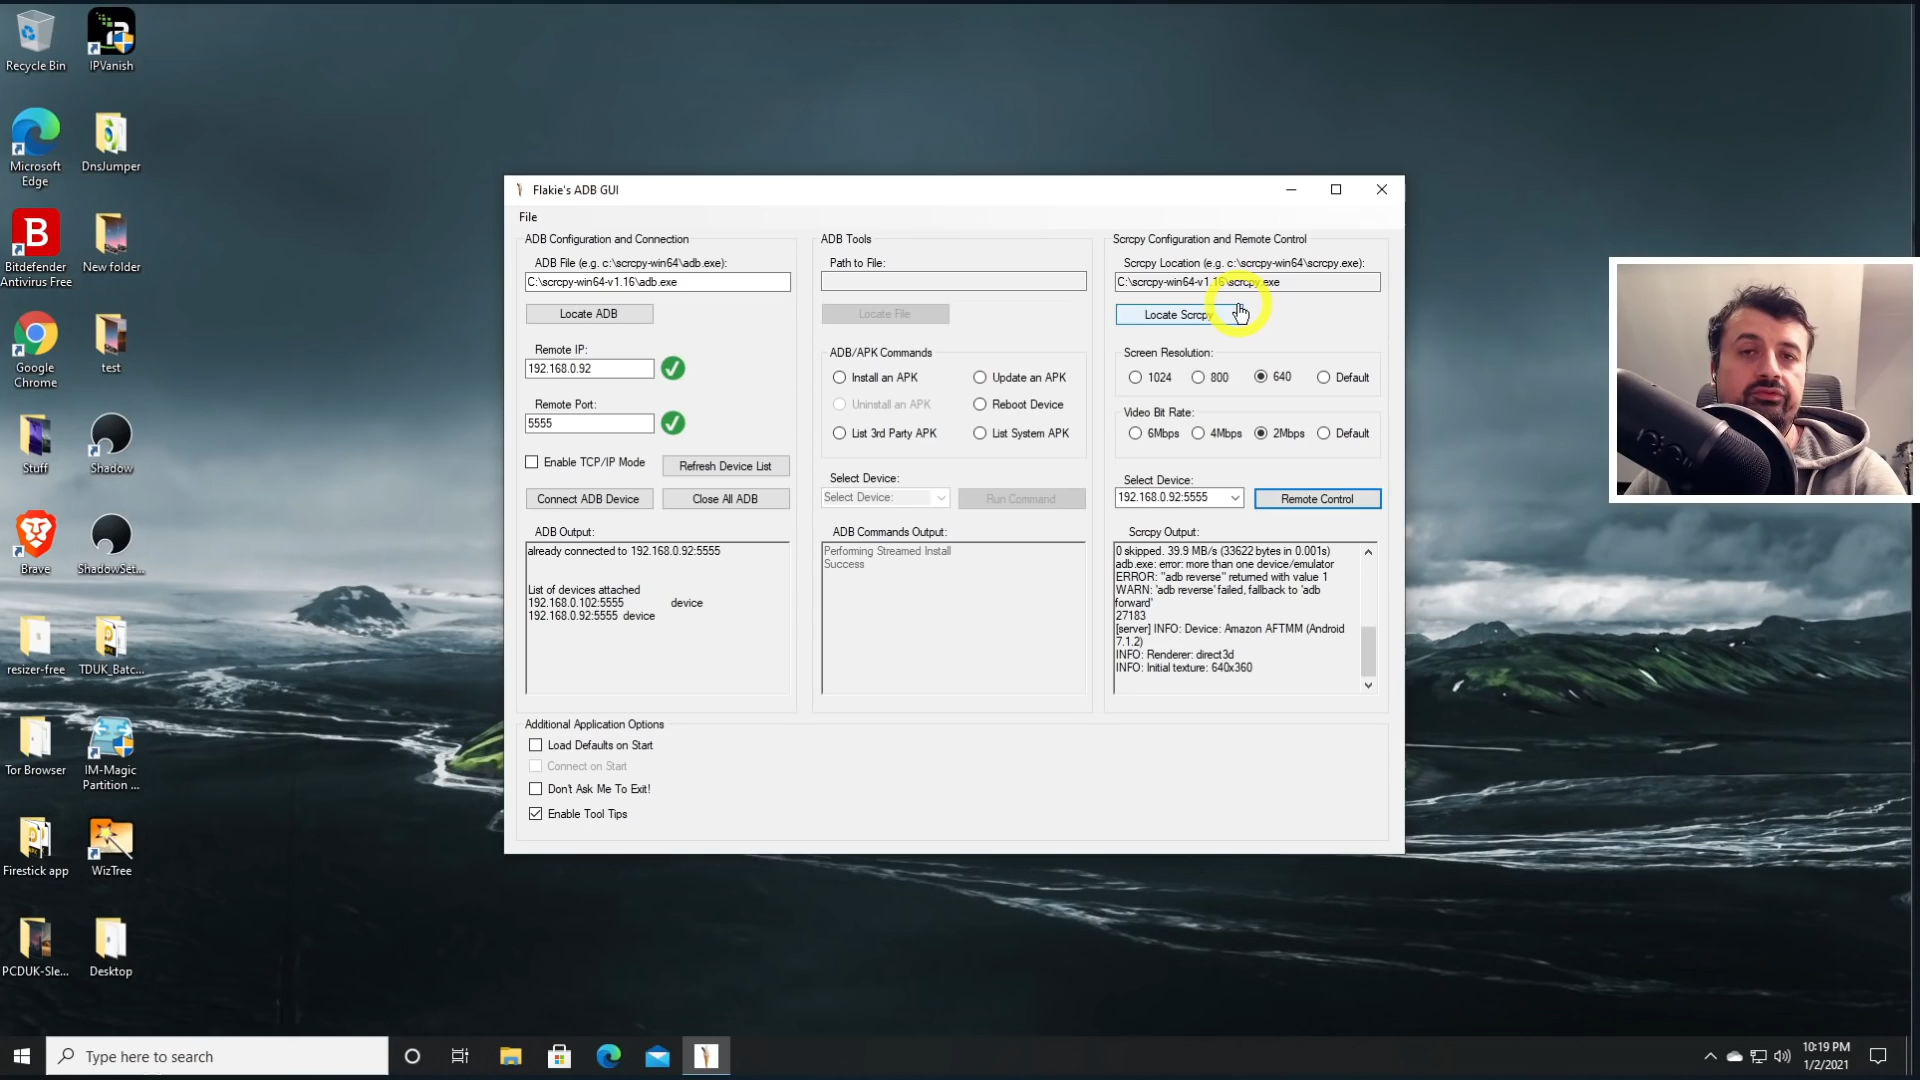 Recycle Bin
IPVanish
Microsoft
Edge
DnsJumper
Bitdefender
Antivirus Free
New folder
Google
Chrome
test
Stuff
Shadow
Brave
ShadowSet...
resizer-free
TDUK_Batc...
Tor Browser
IM-Magic
Partition ...
Firestick app
WizTree
PCDUK-Sle...
Desktop
Flakie's ADB GUI
File
ADB Configuration and Connection
ADB File (e.g. c:\scrcpy-win64\adb.exe):
C:\scrcpy-win64-v1.16\adb.exe
Locate ADB
Remote IP:
192.168.0.92
Remote Port:
5555
Enable TCP/IP Mode
Refresh Device List
Connect ADB Device
Close All ADB
ADB Output:
already connected to 192.168.0.92:5555
List of devices attached
192.168.0.102:5555 device
192.168.0.92:5555 device
ADB Tools
Path to File:
Locate File
ADB/APK Commands
Install an APK
Update an APK
Uninstall an APK
Reboot Device
List 3rd Party APK
List System APK
Select Device:
Select Device:
Run Command
ADB Commands Output:
Performing Streamed Install
Success
Scrcpy Configuration and Remote Control
Scrcpy Location (e.g. c:\scrcpy-win64\scrcpy.exe):
C:\scrcpy-win64-v1.16\scrcpy.exe
Locate Scrcpy
Screen Resolution:
1024 800 640 Default
Video Bit Rate:
6Mbps 4Mbps 2Mbps Default
Select Device:
192.168.0.92:5555
Remote Control
Scrcpy Output:
0 skipped. 39.9 MB/s (33622 bytes in 0.001s)
adb.exe: error: more than one device/emulator
ERROR: "adb reverse" returned with value 1
WARN: 'adb reverse' failed, fallback to 'adb
forward'
27183
[server] INFO: Device: Amazon AFTMM (Android
7.1.2)
INFO: Renderer: direct3d
INFO: Initial texture: 640x360
Additional Application Options
Load Defaults on Start
Connect on Start
Don't Ask Me To Exit!
Enable Tool Tips
Type here to search
10:19 PM
1/2/2021